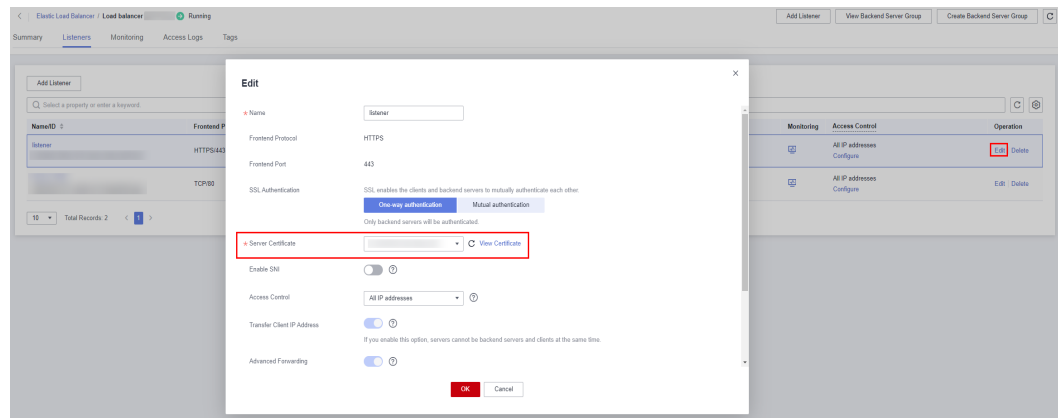 Elastic Load Balancer / Load balancer Running
Add Listener View Backend Server Group Create Backend Server Group
Summary Listeners Monitoring Access Logs Tags
Add Listener
Select a property or enter a keyword.
Name/ID Frontend P Monitoring Access Control Operation
listener HTTPS/443 All IP addresses Edit Delete
Configure
TCP/80 All IP addresses Edit Delete
Configure
10 Total Records 2 < 1 >
Edit
* Name listener
Frontend Protocol HTTPS
Frontend Port 443
SSL Authentication SSL enables the clients and backend servers to mutually authenticate each other.
One-way authentication Mutual authentication
Only backend servers will be authenticated.
* Server Certificate View Certificate
Enable SNI
Access Control All IP addresses
Transfer Client IP Address
If you enable this option, servers cannot be backend servers and clients at the same time.
Advanced Forwarding
OK Cancel